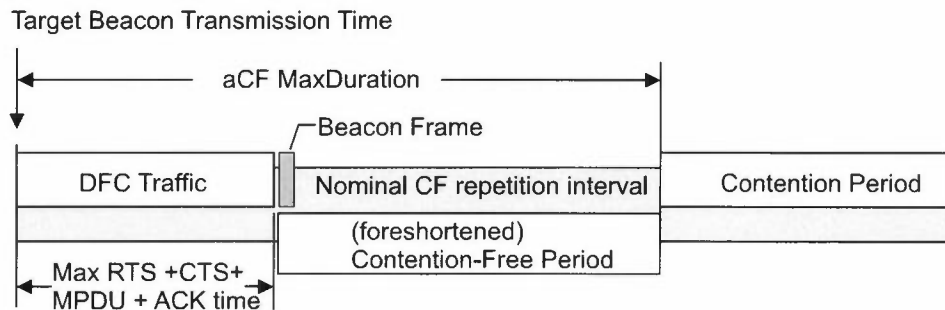 Target Beacon Transmission Time
aCF MaxDuration
Beacon Frame
DFC Traffic
Nominal CF repetition interval
Contention Period
(foreshortened)
Contention-Free Period
Max RTS +CTS+
MPDU + ACK time